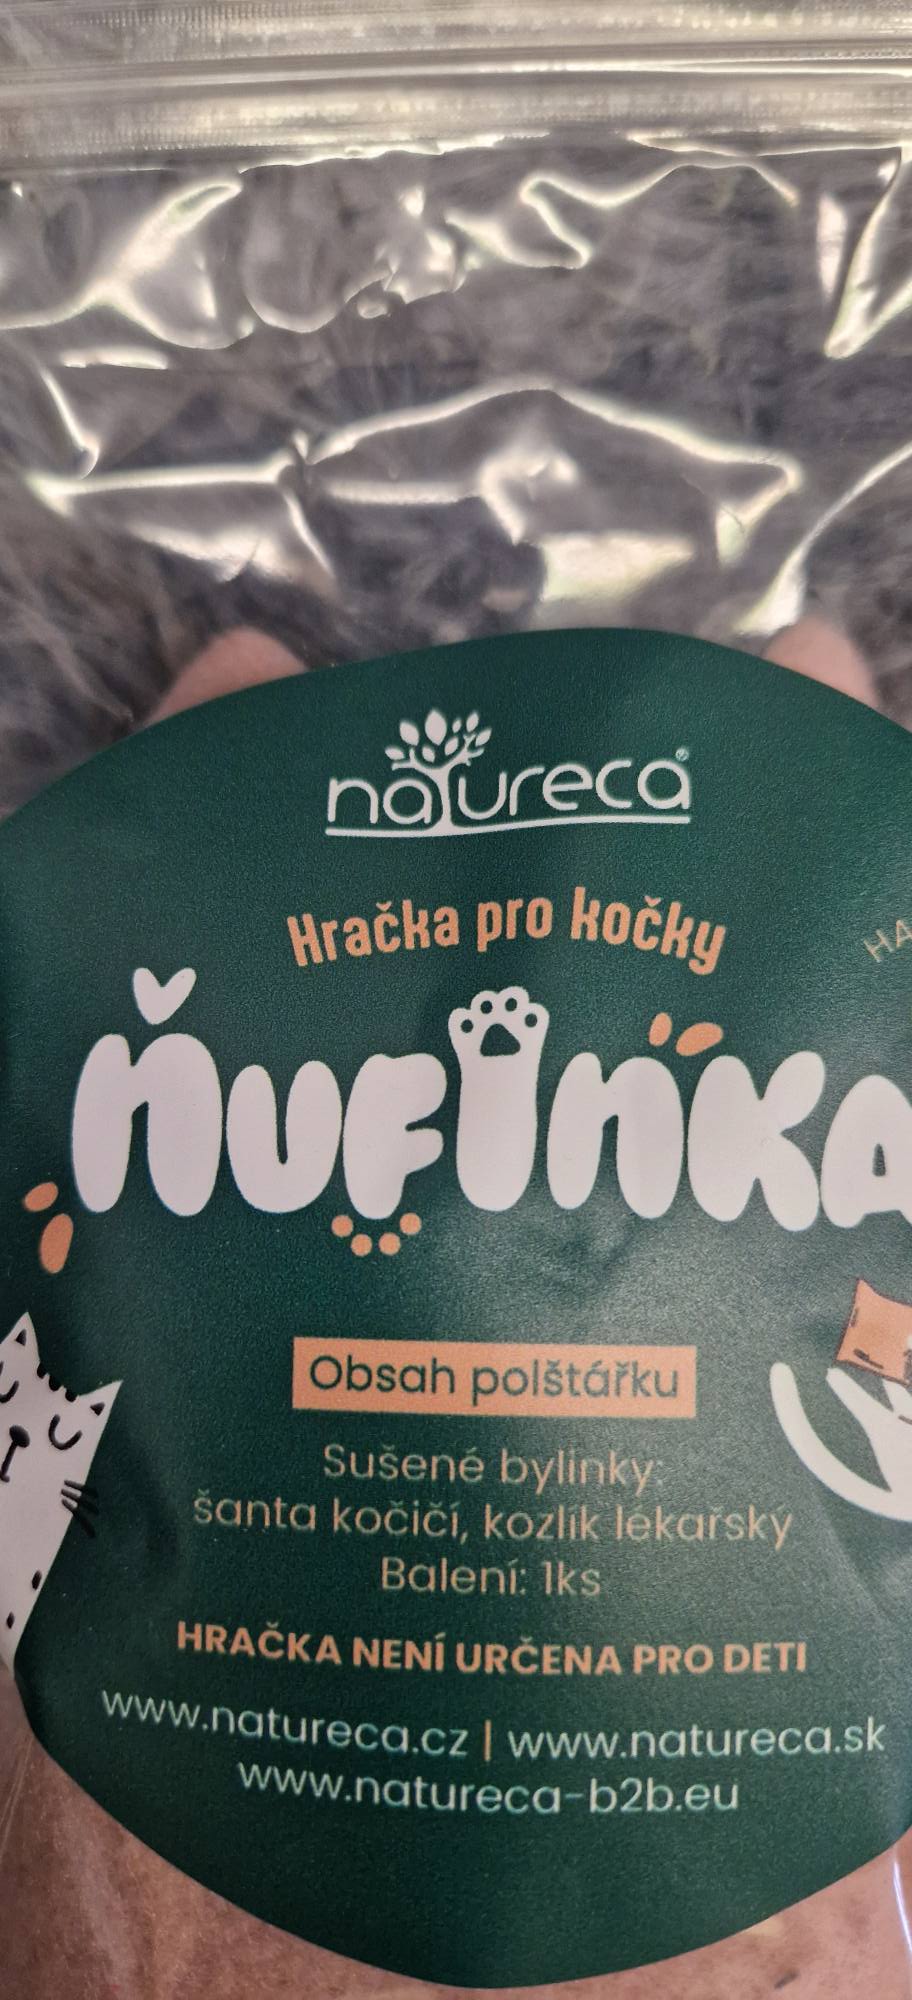 natureca®
Hračka pro kočky
ŇUFINKA
Obsah polštářku
Sušené bylinky:
šanta kočičí, kozlík lékařský
Balení: 1ks
HRAČKA NENÍ URČENA PRO DETI
www.natureca.cz | www.natureca.sk
www.natureca-b2b.eu